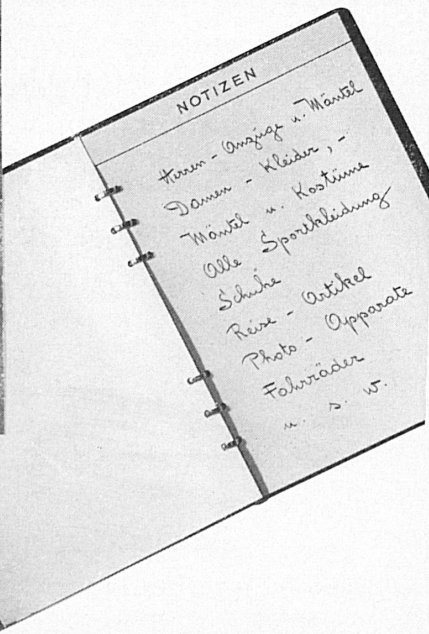 NOTIZEN
Herren - Anzüge u. Mäntel
Damen - Kleider, -
Mäntel u. Kostüme
Alle Sportkleidung
Schuhe
Reise - Artikel
Photo - Apparate
Fahrräder
u. s. w.